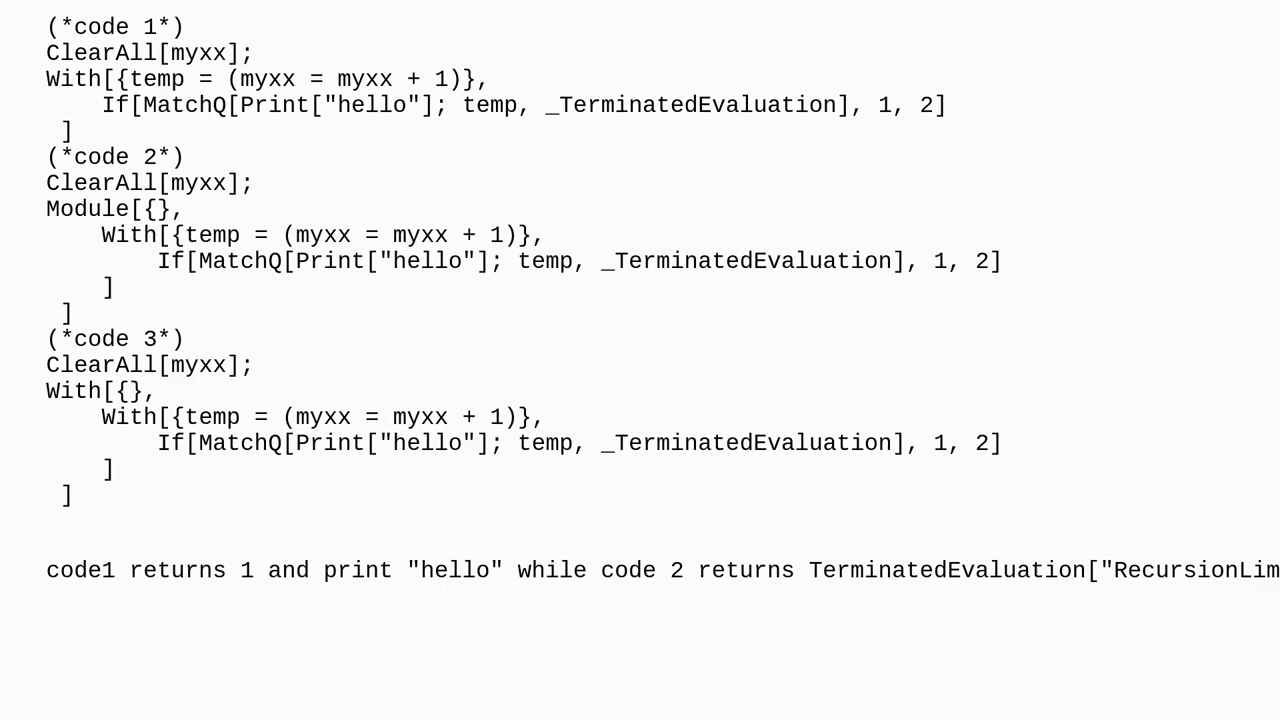 (*code 1*)
ClearAll[myxx];
With[{temp = (myxx = myxx + 1)},
    If[MatchQ[Print["hello"]; temp, _TerminatedEvaluation], 1, 2]
 ]
(*code 2*)
ClearAll[myxx];
Module[{},
    With[{temp = (myxx = myxx + 1)},
        If[MatchQ[Print["hello"]; temp, _TerminatedEvaluation], 1, 2]
    ]
 ]
(*code 3*)
ClearAll[myxx];
With[{},
    With[{temp = (myxx = myxx + 1)},
        If[MatchQ[Print["hello"]; temp, _TerminatedEvaluation], 1, 2]
    ]
 ]
code1 returns 1 and print "hello" while code 2 returns TerminatedEvaluation["RecursionLim